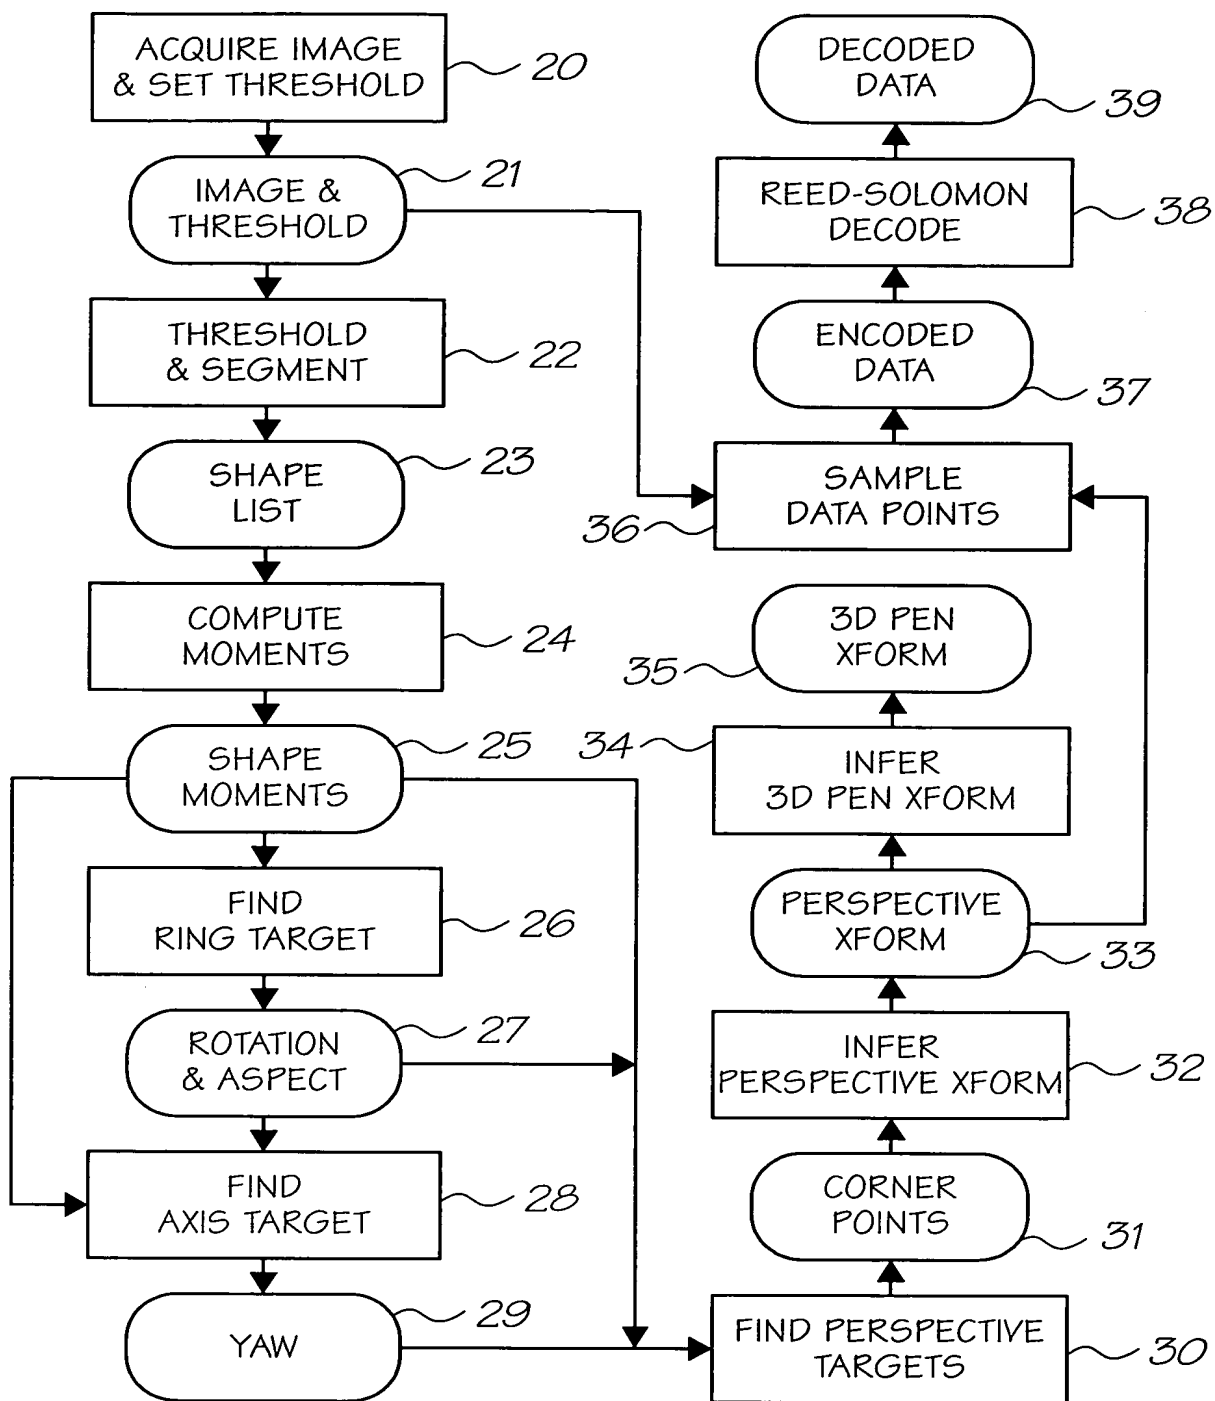 ACQUIRE IMAGE
& SET THRESHOLD
20
IMAGE &
THRESHOLD
21
THRESHOLD
& SEGMENT
22
SHAPE
LIST
23
COMPUTE
MOMENTS
24
SHAPE
MOMENTS
25
FIND
RING TARGET
26
ROTATION
& ASPECT
27
FIND
AXIS TARGET
28
YAW
29
FIND PERSPECTIVE
TARGETS
30
CORNER
POINTS
31
INFER
PERSPECTIVE XFORM
32
PERSPECTIVE
XFORM
33
INFER
3D PEN XFORM
34
3D PEN
XFORM
35
SAMPLE
DATA POINTS
36
ENCODED
DATA
37
REED-SOLOMON
DECODE
38
DECODED
DATA
39